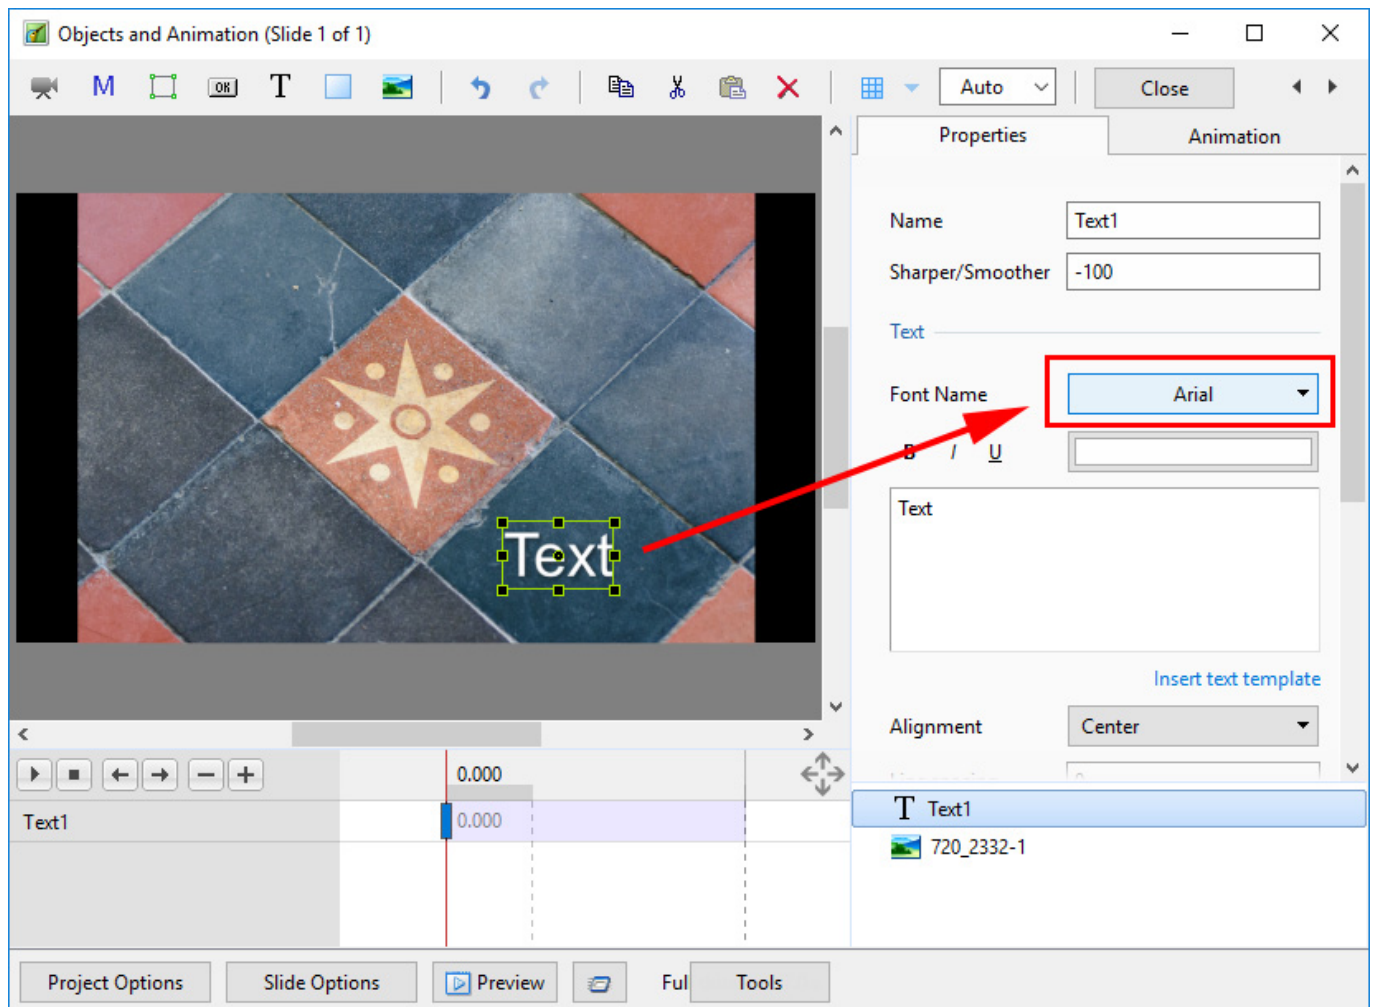 Objects and Animation (Slide 1 of 1)
M OK T Auto Close
Properties Animation
Name Text1
Sharper/Smoother -100
Text
Font Name Arial
B I U
Text
Text
Insert text template
Alignment Center
0.000
Text1 0.000
T Text1
720_2332-1
Project Options Slide Options Preview Ful Tools